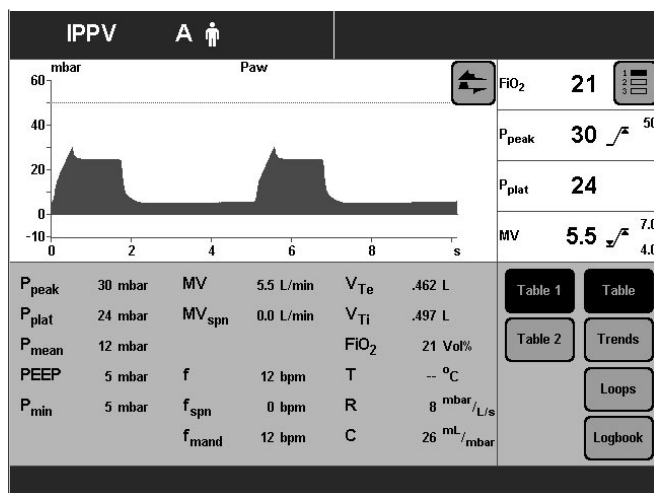 IPPV A
mbar Paw
60
40
20
0
-10
0 2 4 6 8 s
FiO2 21
1
2
3
Ppeak 30 50
Pplat 24
MV 5.5 7.0
4.0
Ppeak 30 mbar MV 5.5 L/min VTe .462 L
Pplat 24 mbar MVspn 0.0 L/min VTi .497 L
Pmean 12 mbar FiO2 21 Vol%
PEEP 5 mbar f 12 bpm T -- °C
Pmin 5 mbar fspn 0 bpm R 8 mbar/L/s
fmand 12 bpm C 26 mL/mbar
Table 1 Table
Table 2 Trends
Loops
Logbook